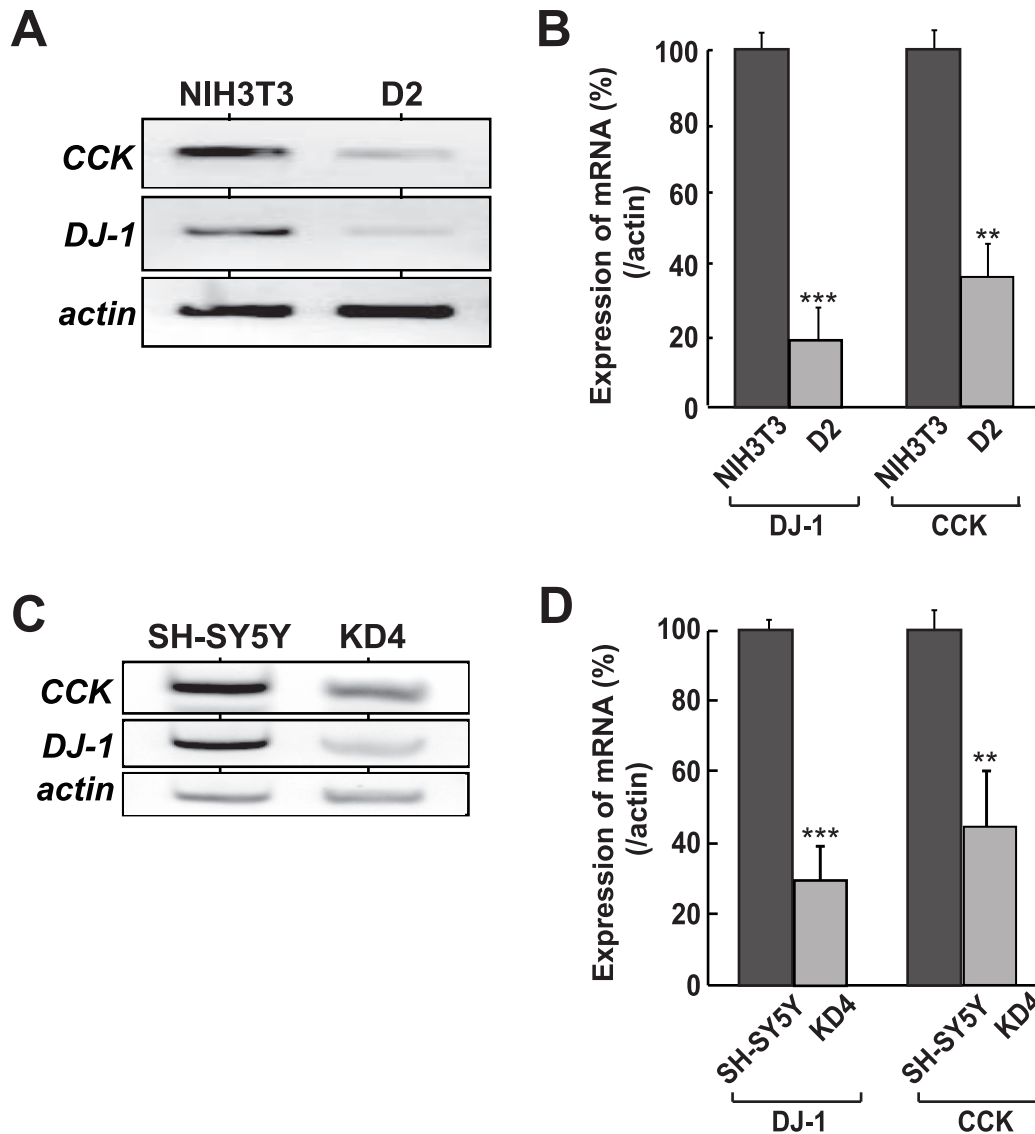 A
NIH3T3 D2
CCK
DJ-1
actin
B
Expression of mRNA (%)
(/actin)
100
80
60
40
20
0
***
**
NIH3T3 D2 NIH3T3 D2
DJ-1 CCK
C
SH-SY5Y KD4
CCK
DJ-1
actin
D
Expression of mRNA (%)
(/actin)
100
80
60
40
20
0
***
**
SH-SY5Y KD4 SH-SY5Y KD4
DJ-1 CCK